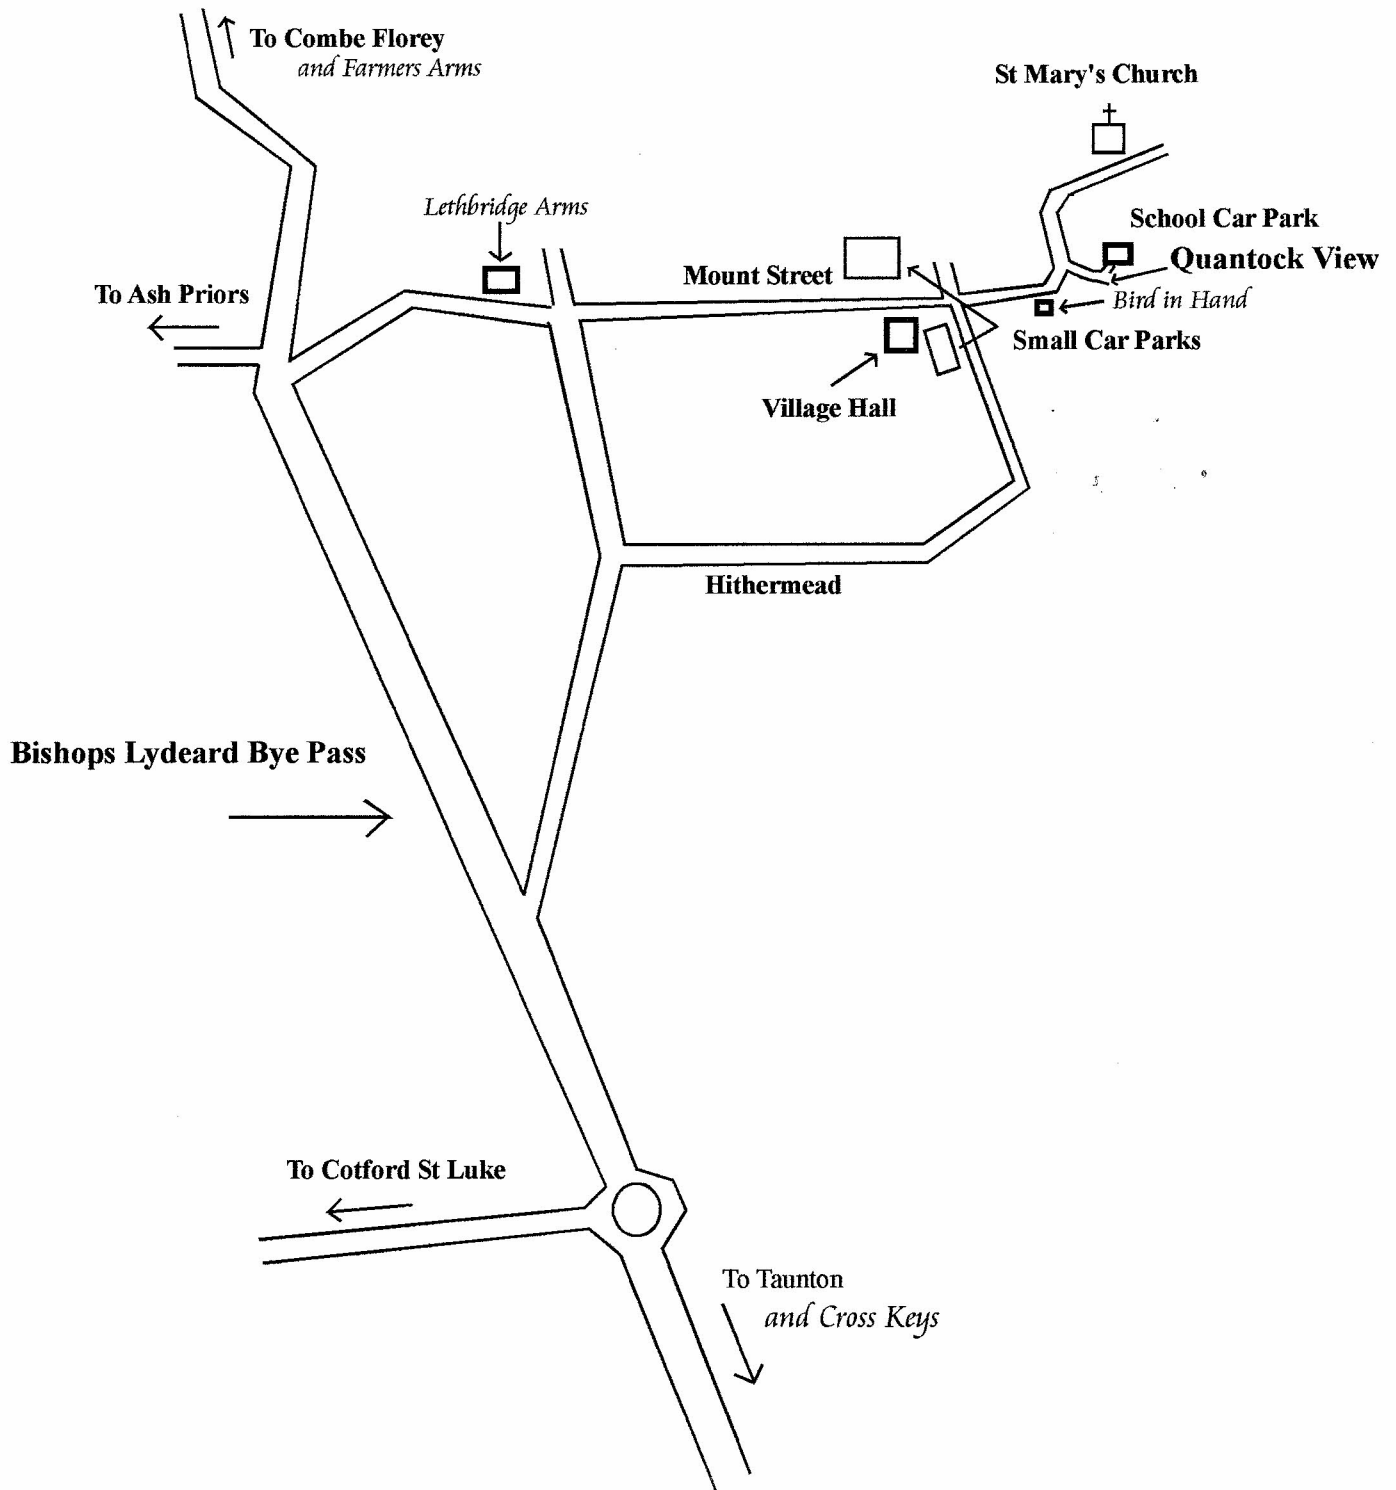 To Combe Florey
and Farmers Arms
St Mary's Church
Lethbridge Arms
School Car Park
Quantock View
Mount Street
To Ash Priors
Bird in Hand
Small Car Parks
Village Hall
Hithermead
Bishops Lydeard Bye Pass
To Cotford St Luke
To Taunton
and Cross Keys